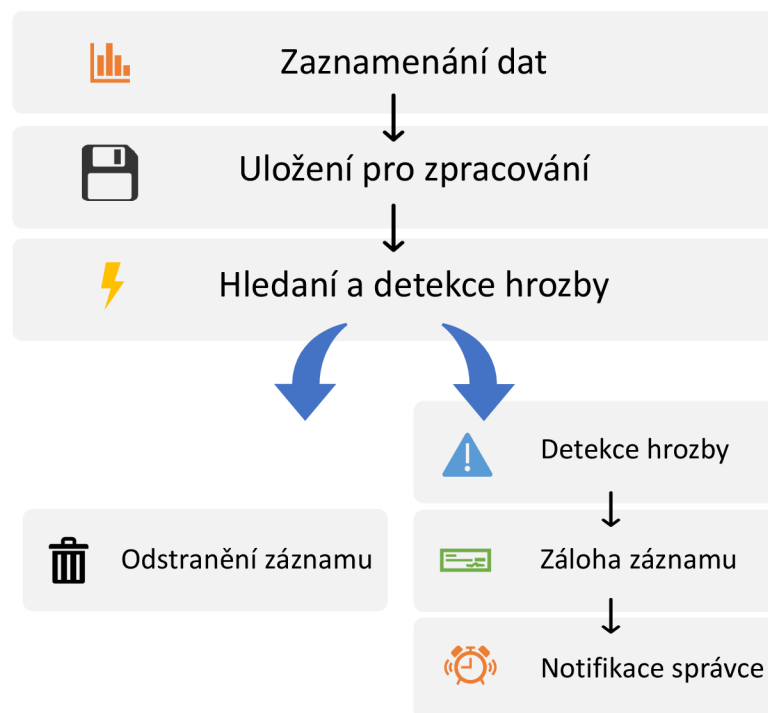 Zaznamenání dat
Uložení pro zpracování
Hledaní a detekce hrozby
Detekce hrozby
Odstranění záznamu
Záloha záznamu
Notifikace správce